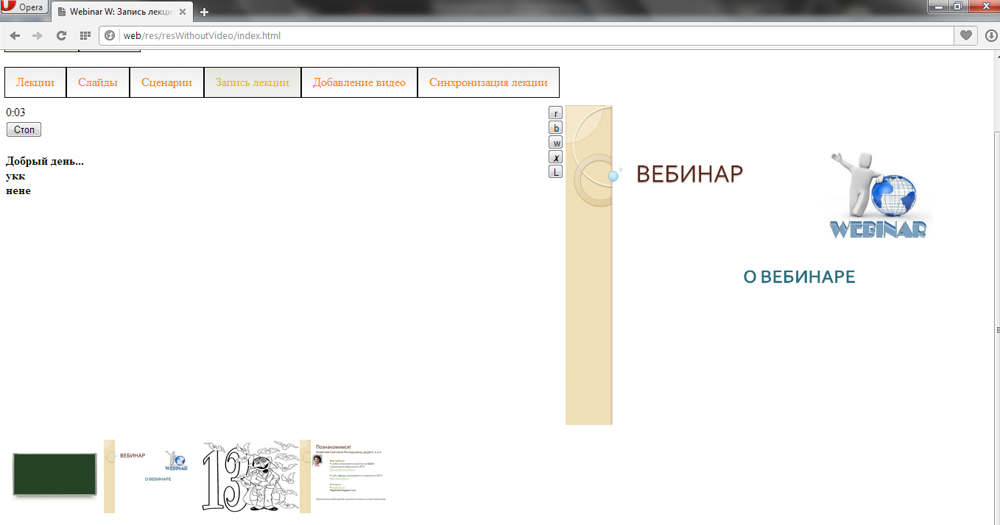 Opera
Webinar W: Запись лекци
web/res/resWithoutVideo/index.html
Лекции Слайды Сценарии Запись лекции Добавление видео Синхронизация лекции
0:03
Стоп
Добрый день...
укк
нене
r
b
w
X
L
ВЕБИНАР
WEBINAR
О ВЕБИНАРЕ
ВЕБИНАР
WEBINAR
О ВЕБИНАРЕ
13
Познакомимся!